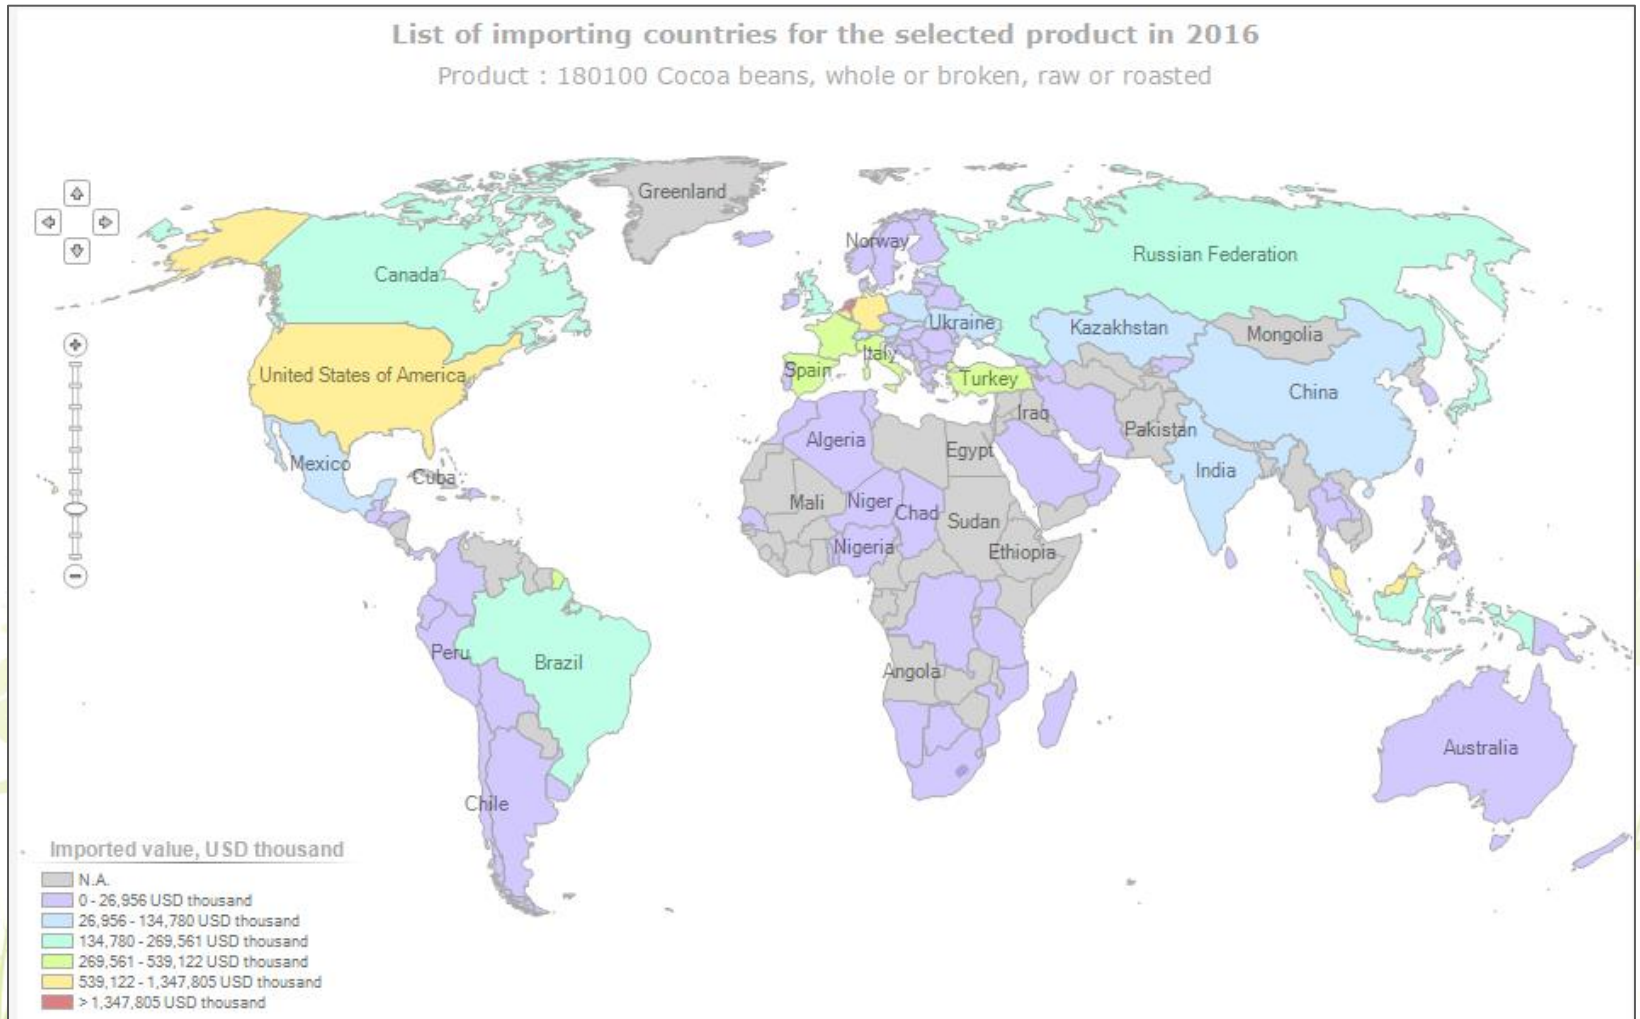 List of importing countries for the selected product in 2016
Product : 180100 Cocoa beans, whole or broken, raw or roasted
Greenland
Norway
Russian Federation
Canada
Ukraine
Kazakhstan
Mongolia
Italy
United States of America
Spain
Turkey
China
Iraq
Pakistan
Algeria
Egypt
Mexico
India
Cuba
Mali
Niger
Chad
Sudan
Nigeria
Ethiopia
Peru
Brazil
Angola
Australia
Chile
Imported value, USD thousand
N.A.
0 - 26,956 USD thousand
26,956 - 134,780 USD thousand
134,780 - 269,561 USD thousand
269,561 - 539,122 USD thousand
539,122 - 1,347,805 USD thousand
> 1,347,805 USD thousand